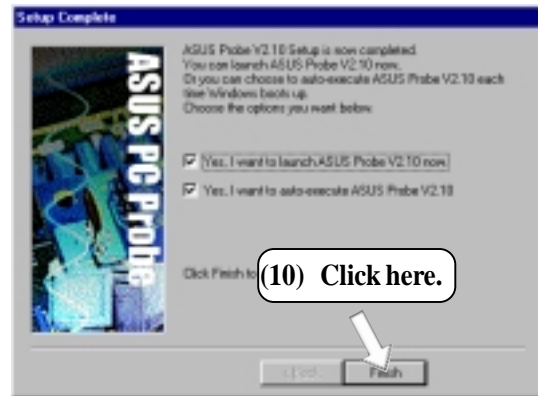 Setup Complete
ASUS PC Probe
ASUS Probe V2.10 Setup is now completed.
You can launch ASUS Probe V2.10 now.
Or you can choose to auto-execute ASUS Probe V2.10 each
time Windows boots up.
Choose the options you want below.
Yes, I want to launch ASUS Probe V2.10 now.
Yes, I want to auto-execute ASUS Probe V2.10
Click Finish to
(10) Click here.
< Back
Finish